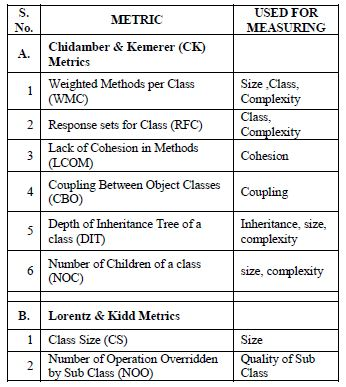 S. No. METRIC USED FOR MEASURING
A. Chidamber & Kemerer (CK) Metrics
1 Weighted Methods per Class (WMC) Size ,Class, Complexity
2 Response sets for Class (RFC) Class, Complexity
3 Lack of Cohesion in Methods (LCOM) Cohesion
4 Coupling Between Object Classes (CBO) Coupling
5 Depth of Inheritance Tree of a class (DIT) Inheritance, size, complexity
6 Number of Children of a class (NOC) size, complexity
B. Lorentz & Kidd Metrics
1 Class Size (CS) Size
2 Number of Operation Overridden by Sub Class (NOO) Quality of Sub Class